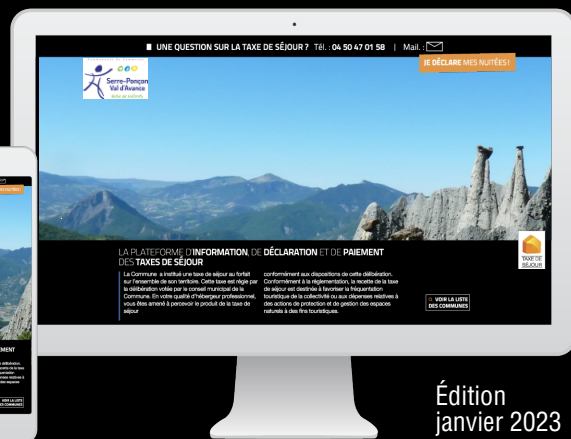 UNE QUESTION SUR LA TAXE DE SÉJOUR ? Tél. : 04 50 47 01 58 | Mail. :
JE DÉCLARE MES NUITÉES !
Serre-Ponçon
Val d'Avance
LA PLATEFORME D'INFORMATION, DE DÉCLARATION ET DE PAIEMENT
DES TAXES DE SÉJOUR
La Commune a institué une taxe de séjour au forfait
sur l'ensemble de son territoire. Cette taxe est régie par
la délibération votée par le conseil municipal de la
Commune. En votre qualité d'hébergeur professionnel,
vous êtes amené à percevoir le produit de la taxe de
séjour
conformément aux dispositions de cette délibération.
Conformément à la réglementation, la recette de la taxe
de séjour est destinée à favoriser la fréquentation
touristique de la collectivité ou aux dépenses relatives à
des actions de protection et de gestion des espaces
naturels à des fins touristiques.
TAXE DE
SÉJOUR
VOIR LA LISTE
DES COMMUNES
EMENT
VOIR LA LISTE
DES COMMUNES
Édition
janvier 2023